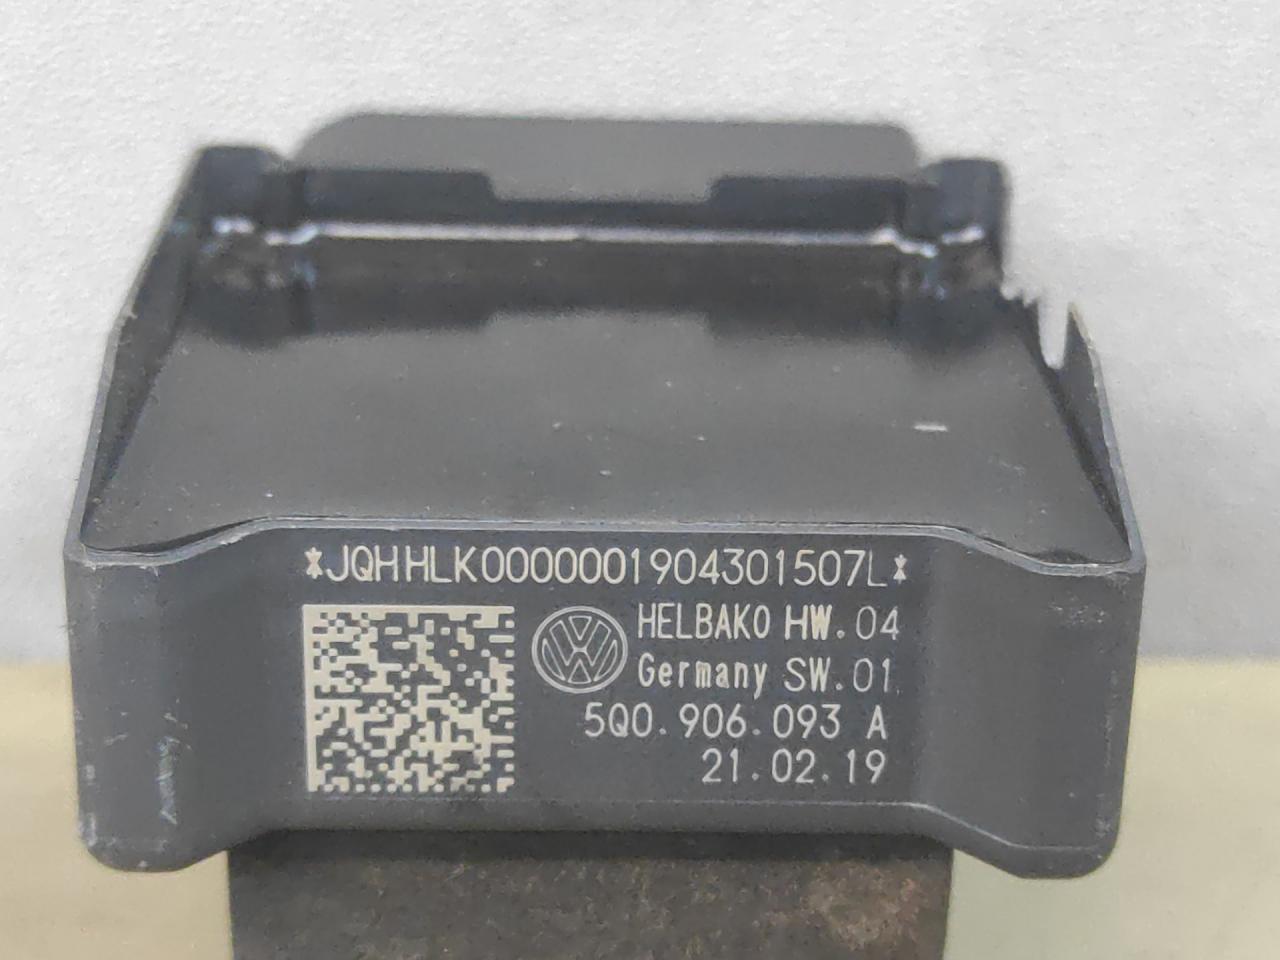 *JQHHLK0000001904301507L*
HELBAKO HW.04
Germany SW.01
5Q0.906.093 A
21.02.19